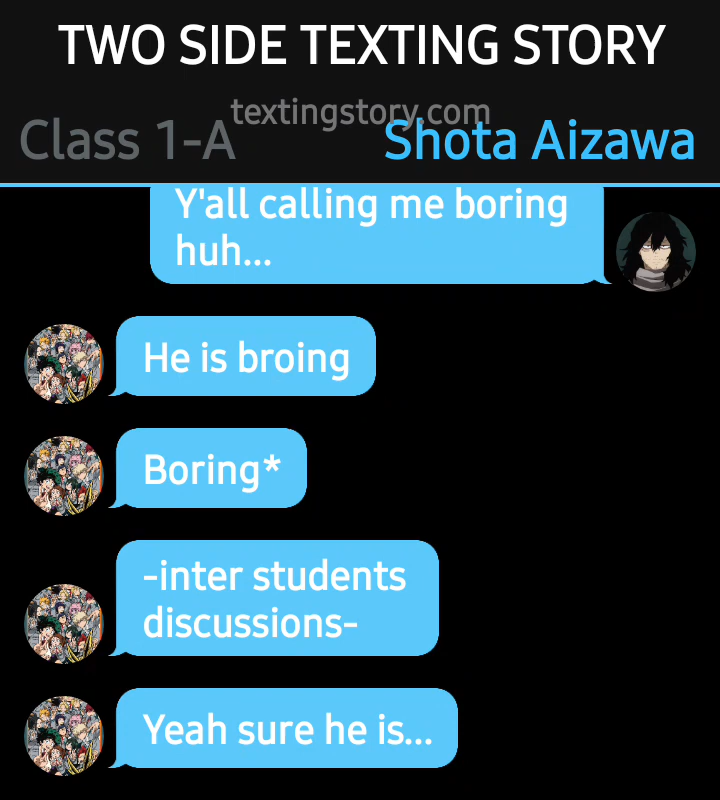 TWO SIDE TEXTING STORY
textingstory.com
Class 1-A
Shota Aizawa
Y'all calling me boring
huh...
He is broing
Boring*
-inter students
discussions-
Yeah sure he is...